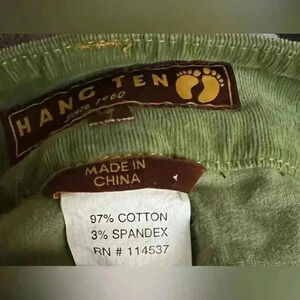 HANG TEN
SINCE 1960
MADE IN
CHINA
97% COTTON
3% SPANDEX
RN # 114537